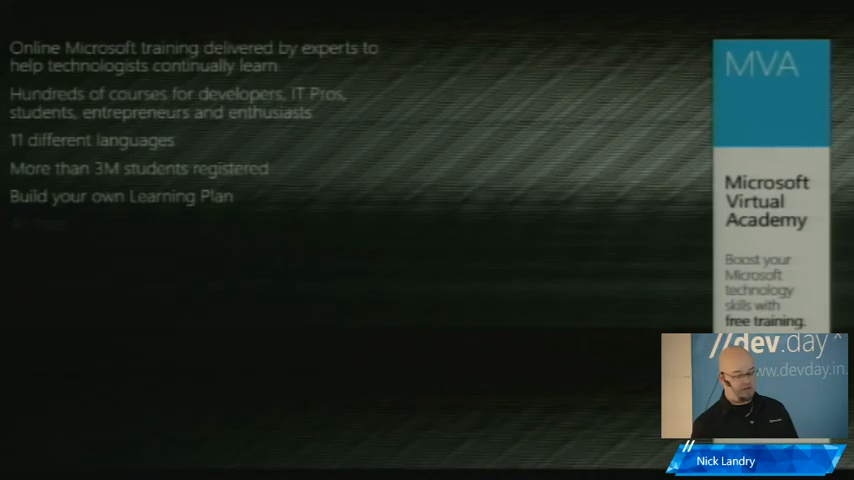 Online Microsoft training delivered by experts to
help technologists continually learn
Hundreds of courses for developers, IT Pros,
students, entrepreneurs and enthusiasts
11 different languages
More than 3M students registered
Build your own Learning Plan
MVA
Microsoft
Virtual
Academy
Boost your
Microsoft
technology
skills with
free training.
//dev.day
www.devday.in.
Nick Landry